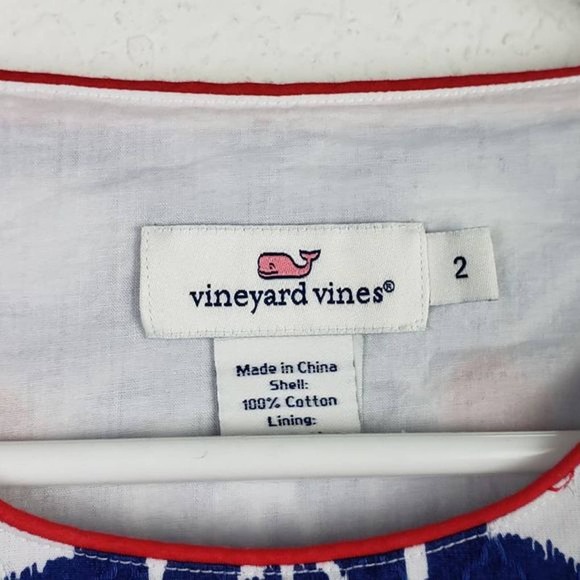 vineyard vines®
2
Made in China
Shell:
100% Cotton
Lining: